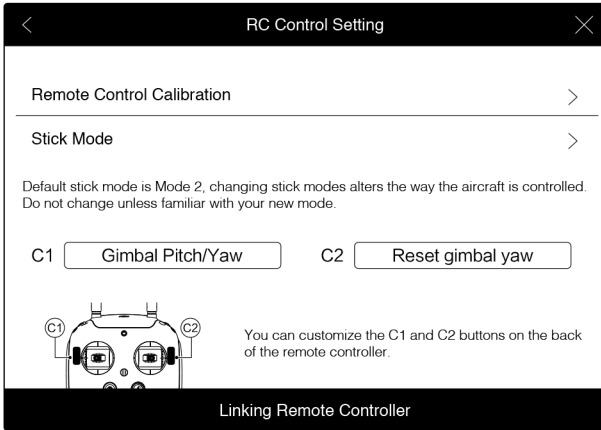 RC Control Setting
Remote Control Calibration
Stick Mode
Default stick mode is Mode 2, changing stick modes alters the way the aircraft is controlled.
Do not change unless familiar with your new mode.
C1 Gimbal Pitch/Yaw C2 Reset gimbal yaw
C1 C2
You can customize the C1 and C2 buttons on the back
of the remote controller.
Linking Remote Controller